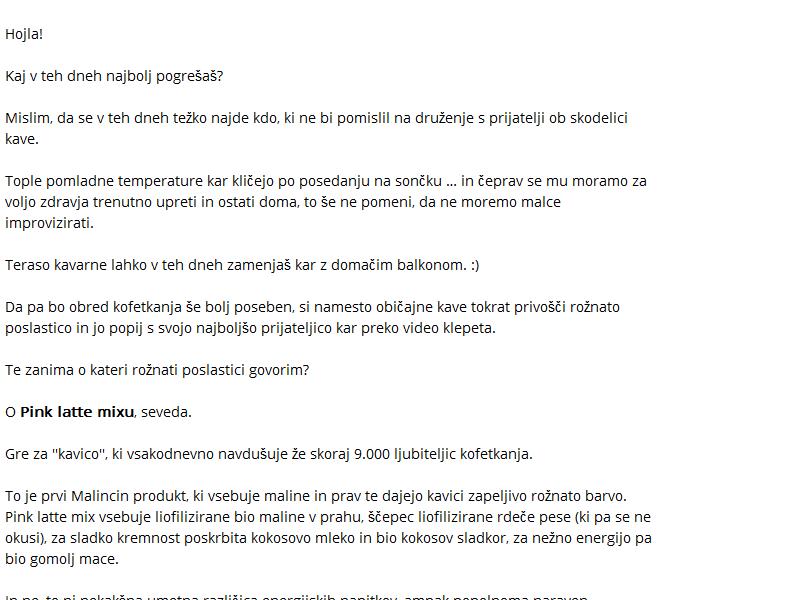 Hojla!
Kaj v teh dneh najbolj pogrešaš?
Mislim, da se v teh dneh težko najde kdo, ki ne bi pomislil na druženje s prijatelji ob skodelici
kave.
Tople pomladne temperature kar kličejo po posedanju na sončku ... in čeprav se mu moramo za
voljo zdravja trenutno upreti in ostati doma, to še ne pomeni, da ne moremo malce
improvizirati.
Teraso kavarne lahko v teh dneh zamenjaš kar z domačim balkonom. :)
Da pa bo obred kofetkanja še bolj poseben, si namesto običajne kave tokrat privošči rožnato
poslastico in jo popij s svojo najboljšo prijateljico kar preko video klepeta.
Te zanima o kateri rožnati poslastici govorim?
O Pink latte mixu, seveda.
Gre za "kavico", ki vsakodnevno navdušuje že skoraj 9.000 ljubiteljic kofetkanja.
To je prvi Malincin produkt, ki vsebuje maline in prav te dajejo kavici zapeljivo rožnato barvo.
Pink latte mix vsebuje liofilizirane bio maline v prahu, ščepec liofilizirane rdeče pese (ki pa se ne
okusi), za sladko kremnost poskrbita kokosovo mleko in bio kokosov sladkor, za nežno energijo pa
bio gomolj mace.